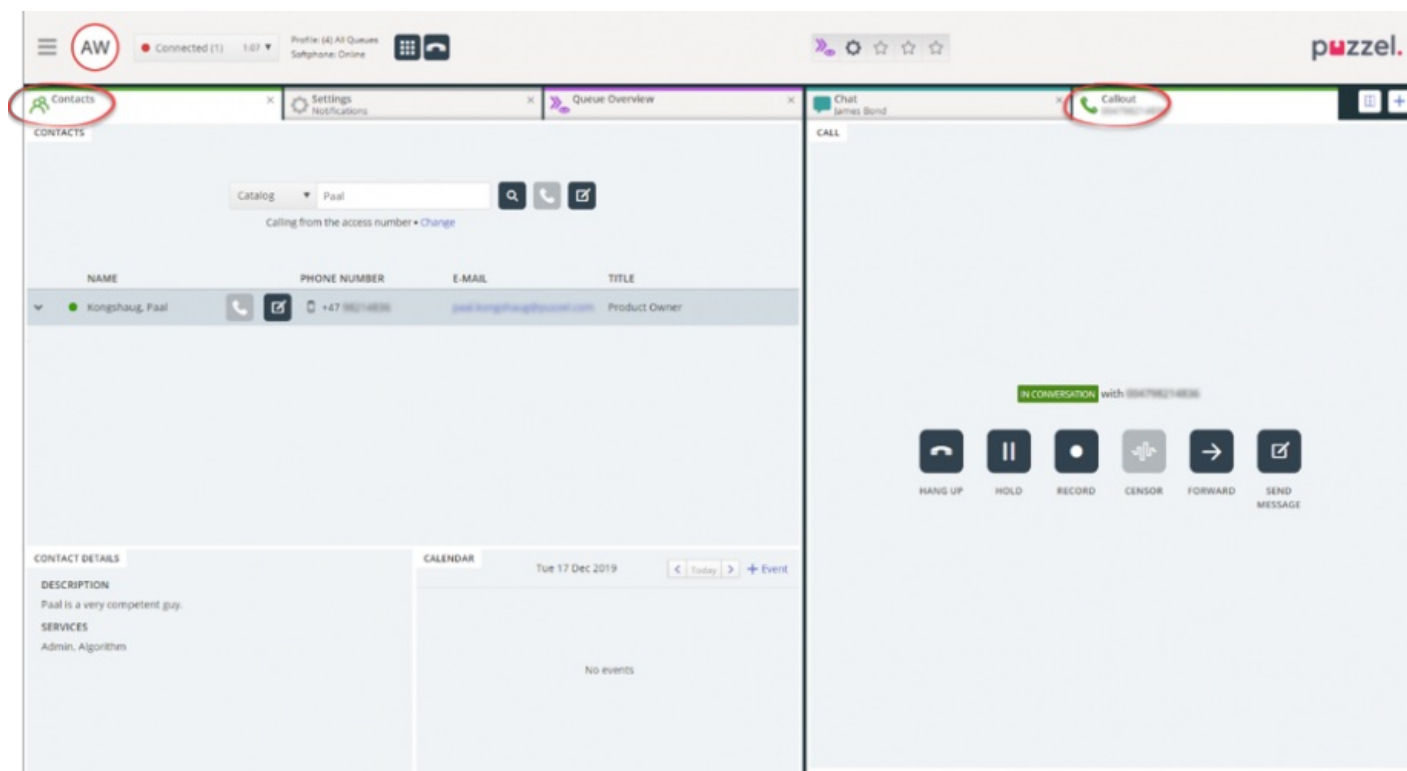 AW
Connected (1) 1:07
Profile: (4) All Queues
Softphone: Online
puzzel.
Contacts
Settings
Notifications
Queue Overview
Chat
James Bond
Callout
CONTACTS
CALL
Catalog
Paal
Calling from the access number • Change
NAME PHONE NUMBER E-MAIL TITLE
Kongshaug, Paal +47 Product Owner
IN CONVERSATION with
HANG UP HOLD RECORD CENSOR FORWARD SEND MESSAGE
CONTACT DETAILS
CALENDAR
Tue 17 Dec 2019 Today + Event
DESCRIPTION
Paal is a very competent guy.
SERVICES
Admin, Algorithm
No events